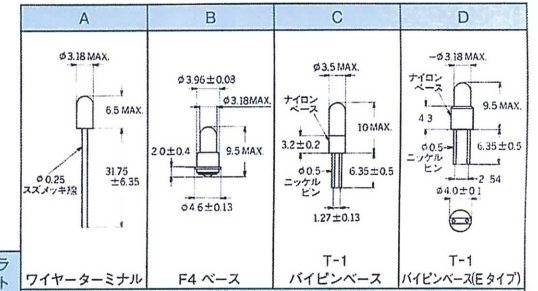 A
B
C
D
φ3.18 MAX.
6.5 MAX.
φ0.25
スズメッキ線
31.75
±6.35
φ3.96±0.08
φ3.18 MAX.
2.0±0.4
9.5 MAX.
φ4.6±0.13
φ3.5 MAX.
ナイロン
ベース
10 MAX.
3.2±0.2
φ0.5
ニッケル
ピン
6.35±0.5
1.27±0.13
φ3.18 MAX.
ナイロン
ベース
9.5 MAX.
4.3
φ0.5
ニッケル
ピン
6.35±0.5
2.54
φ4.0±0.1
ラ
ト
ワイヤーターミナル
F4 ベース
T-1
バイピンベース
T-1
バイピンベース(Eタイプ)